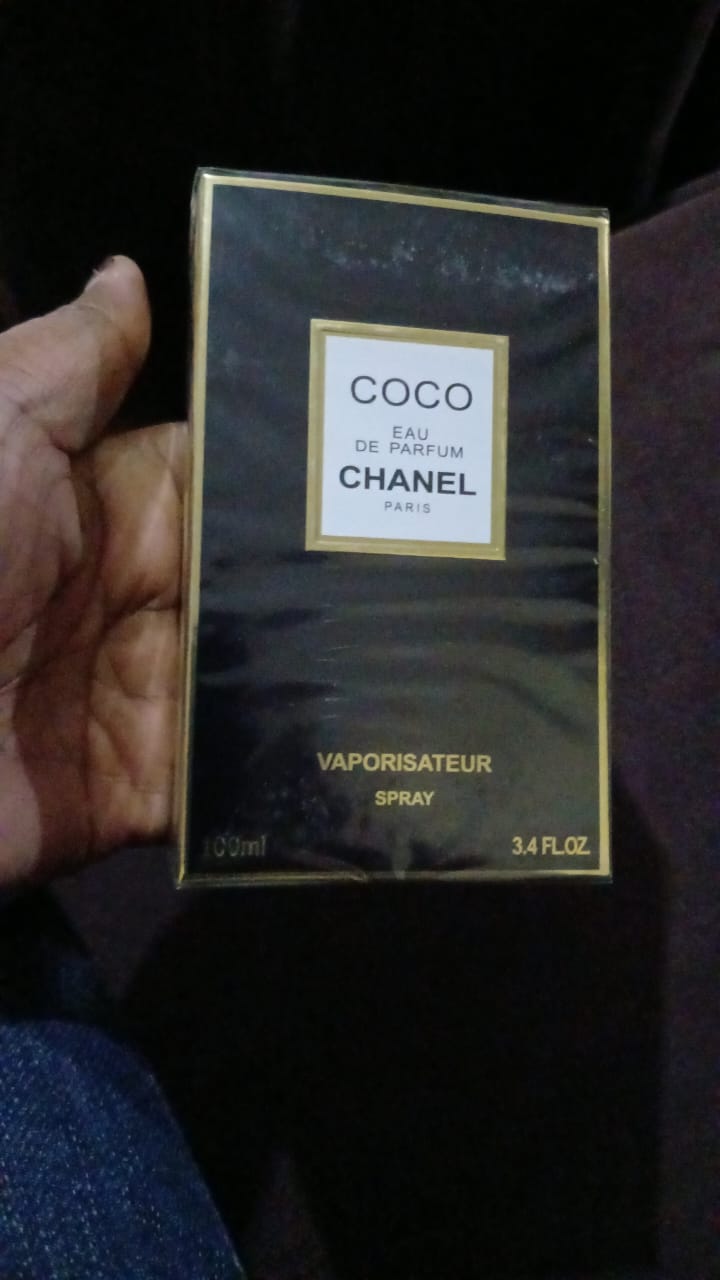 COCO
EAU
DE PARFUM
CHANEL
PARIS
VAPORISATEUR
SPRAY
100ml
3.4 FL.OZ